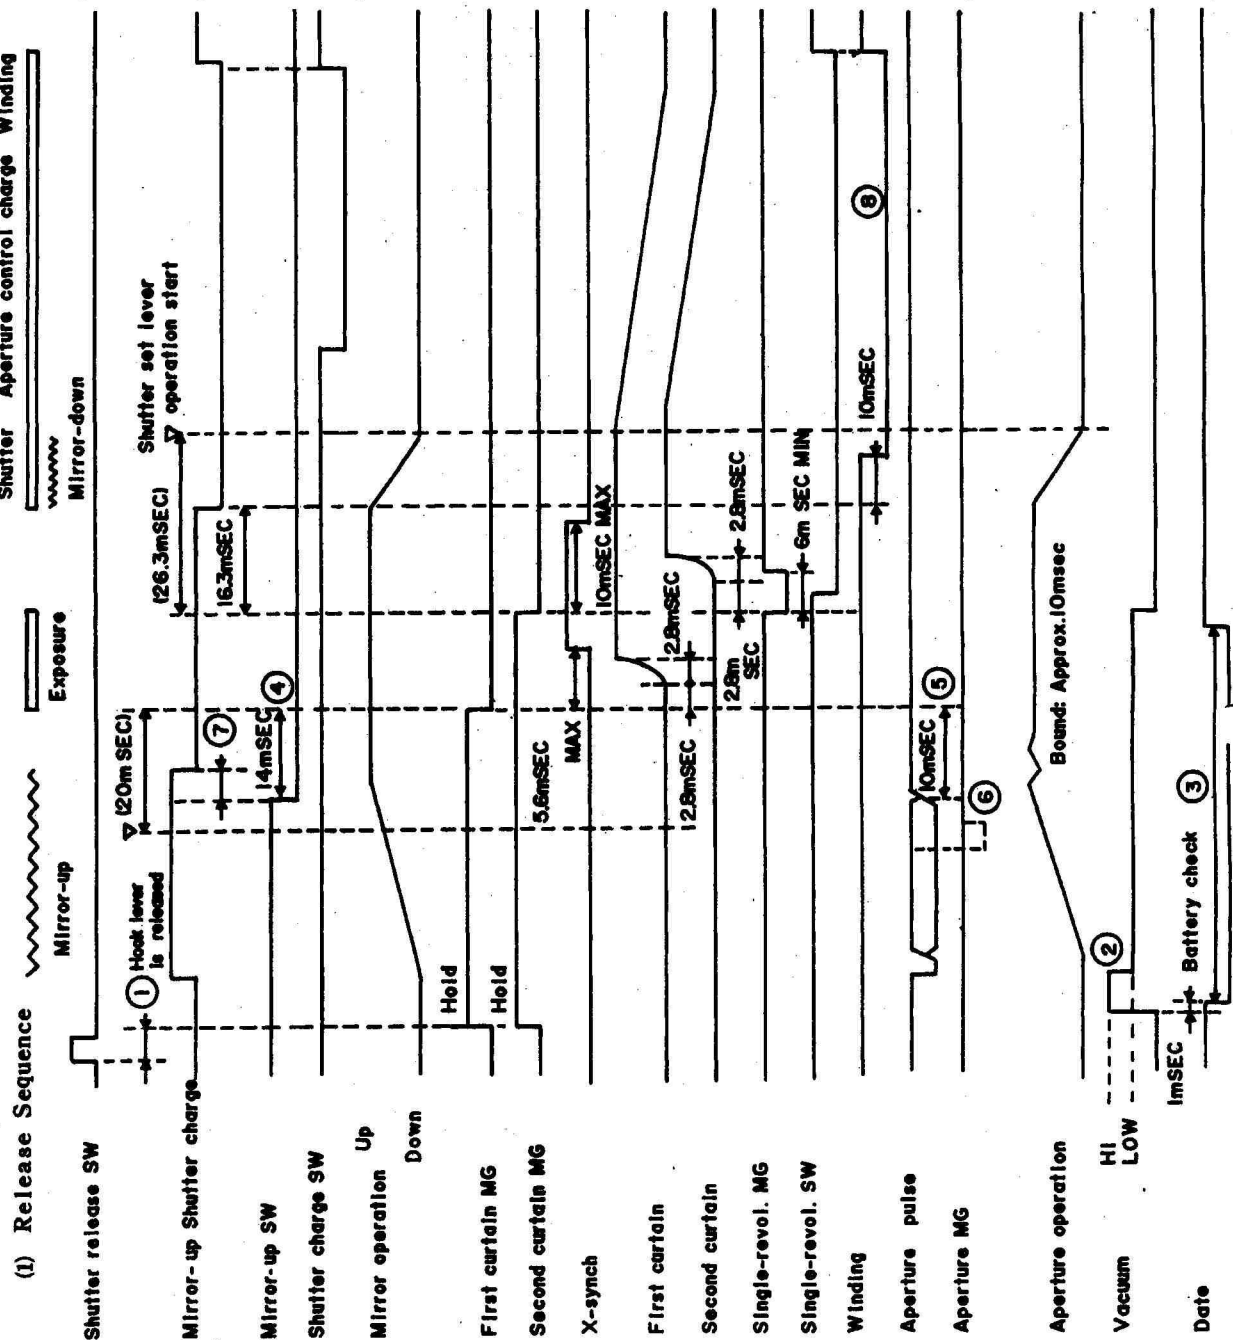 (1) Release Sequence
Shutter Aperture control charge Winding
Mirror-up
Exposure
Mirror-down
Shutter release SW
① Hook lever
is released
(20m SEC)
(26.3mSEC)
Shutter set lever
▽ operation start
Mirror-up Shutter charge
⑦
16.3mSEC
Mirror-up SW
14mSEC
④
Shutter charge SW
Up
Mirror operation
Down
First curtain MG
Hold
Second curtain MG
Hold
5.6mSEC
X-synch
MAX
10mSEC MAX
First curtain
2.8mSEC
2.8mSEC
Second curtain
2.8m
SEC
2.8mSEC
Single-revol. MG
Single-revol. SW
6m SEC MIN
Winding
10mSEC
⑧
Aperture pulse
10mSEC
⑤
Aperture MG
⑥
Aperture operation
Bound: Approx.10msec
HI
Vacuum
LOW
②
1mSEC
Battery check
③
Date